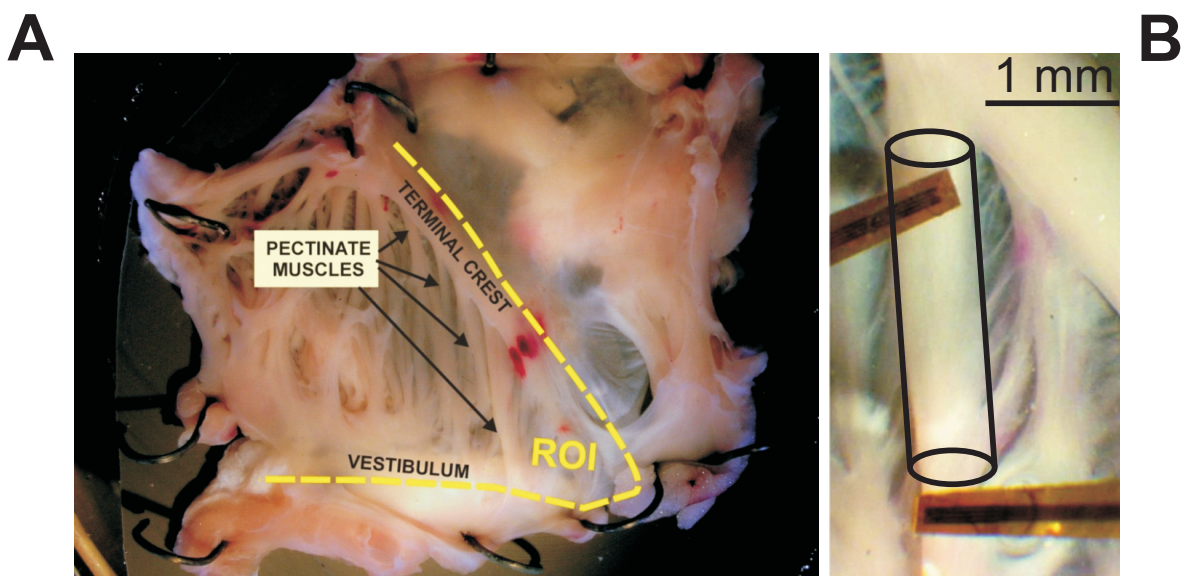 A
B
1 mm
TERMINAL CREST
PECTINATE
MUSCLES
ROI
VESTIBULUM